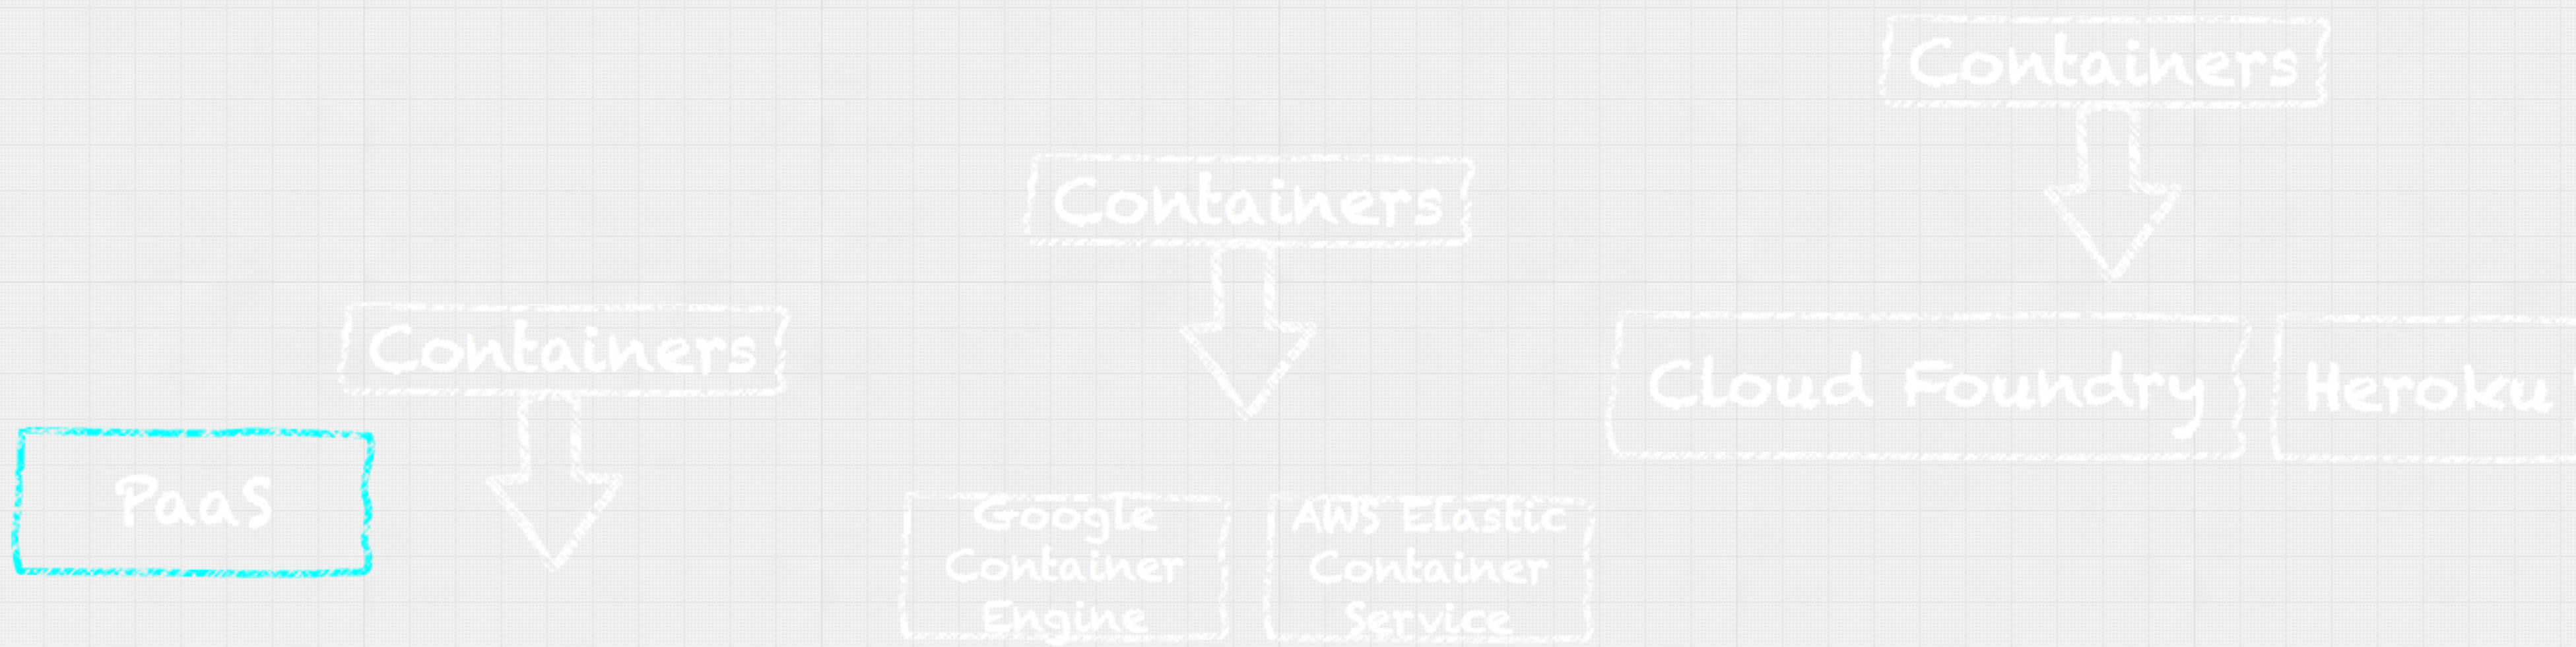 Containers
Containers
Containers
Cloud Foundry
Heroku
PaaS
Google
Container
Engine
AWS Elastic
Container
Service